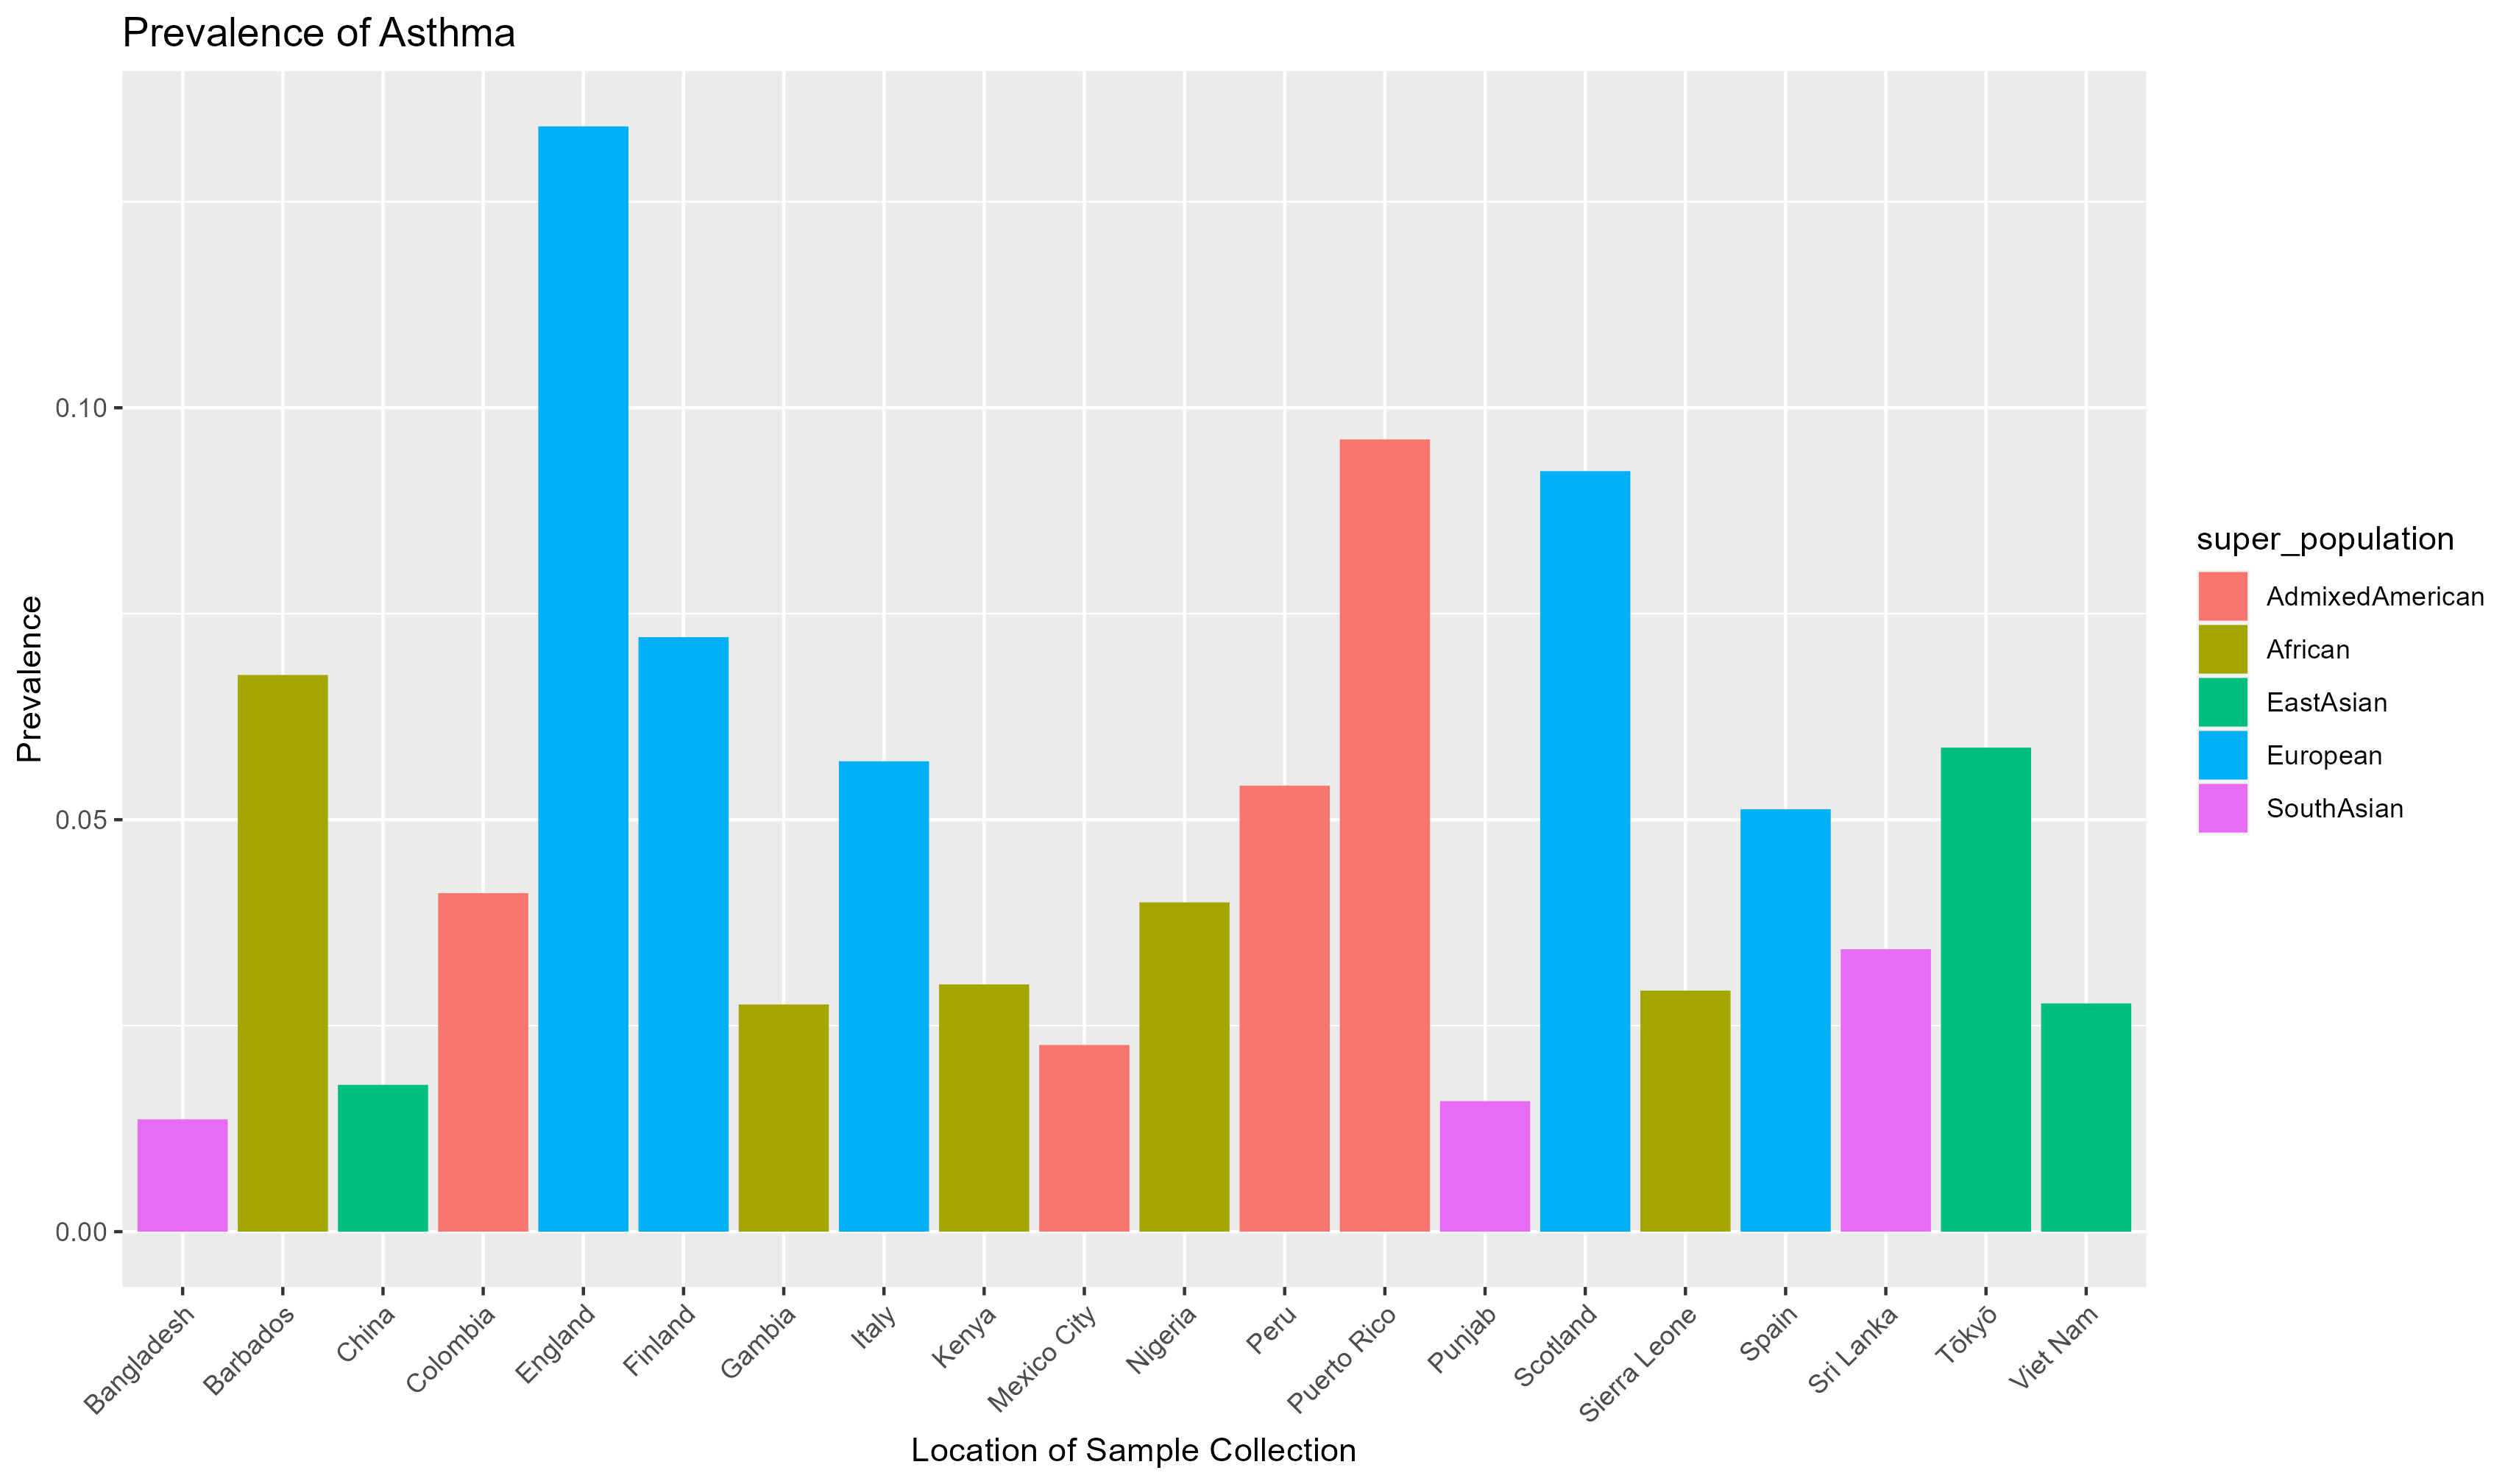 Prevalence of Asthma
Prevalence
0.10
0.05
0.00
Bangladesh
Barbados
China
Colombia
England
Finland
Gambia
Italy
Kenya
Mexico City
Nigeria
Peru
Puerto Rico
Punjab
Scotland
Sierra Leone
Spain
Sri Lanka
Tōkyō
Viet Nam
Location of Sample Collection
super_population
AdmixedAmerican
African
EastAsian
European
SouthAsian